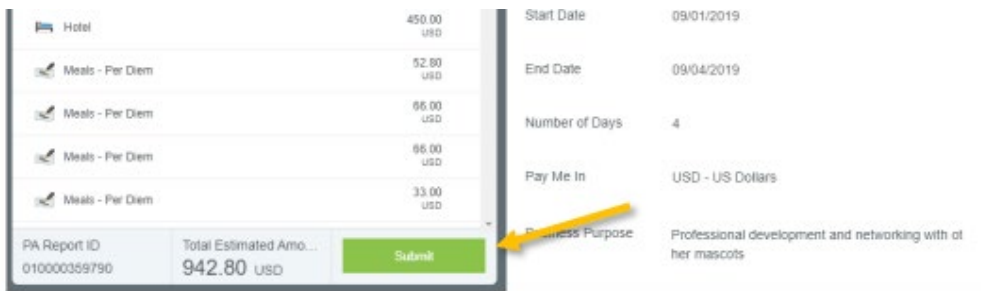 Hotel
450.00
USD
Meals - Per Diem
52.80
USD
Meals - Per Diem
66.00
USD
Meals - Per Diem
66.00
USD
Meals - Per Diem
33.00
USD
PA Report ID
010000359790
Total Estimated Amo...
942.80 USD
Submit
Start Date
09/01/2019
End Date
09/04/2019
Number of Days
4
Pay Me In
USD - US Dollars
Business Purpose
Professional development and networking with ot
her mascots